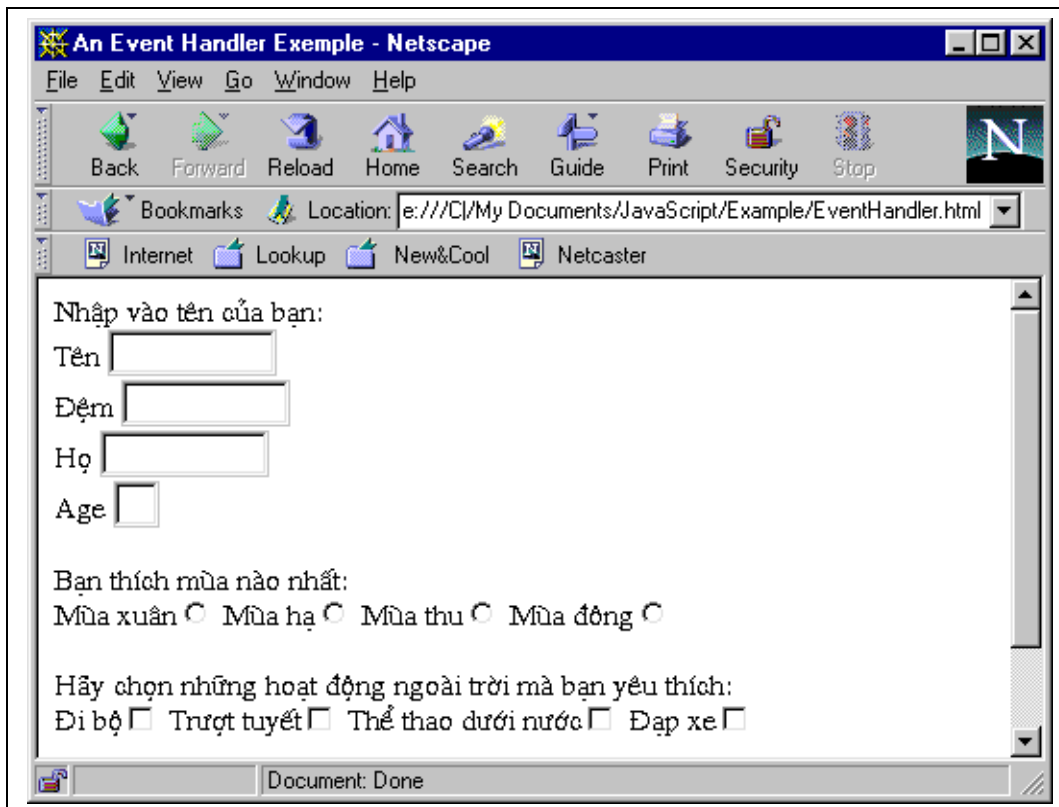 An Event Handler Exemple - Netscape
File Edit View Go Window Help
N
Back Forward Reload Home Search Guide Print Security Stop
Bookmarks Location: e:///C|/My Documents/JavaScript/Example/EventHandler.html
Internet Lookup New&Cool Netcaster
Nhập vào tên của bạn:
Tên
Đệm
Họ
Age
Bạn thích mùa nào nhất:
Mùa xuân Mùa hạ Mùa thu Mùa đông
Hãy chọn những hoạt động ngoài trời mà bạn yêu thích:
Đi bộ Trượt tuyết Thể thao dưới nước Đạp xe
Document: Done